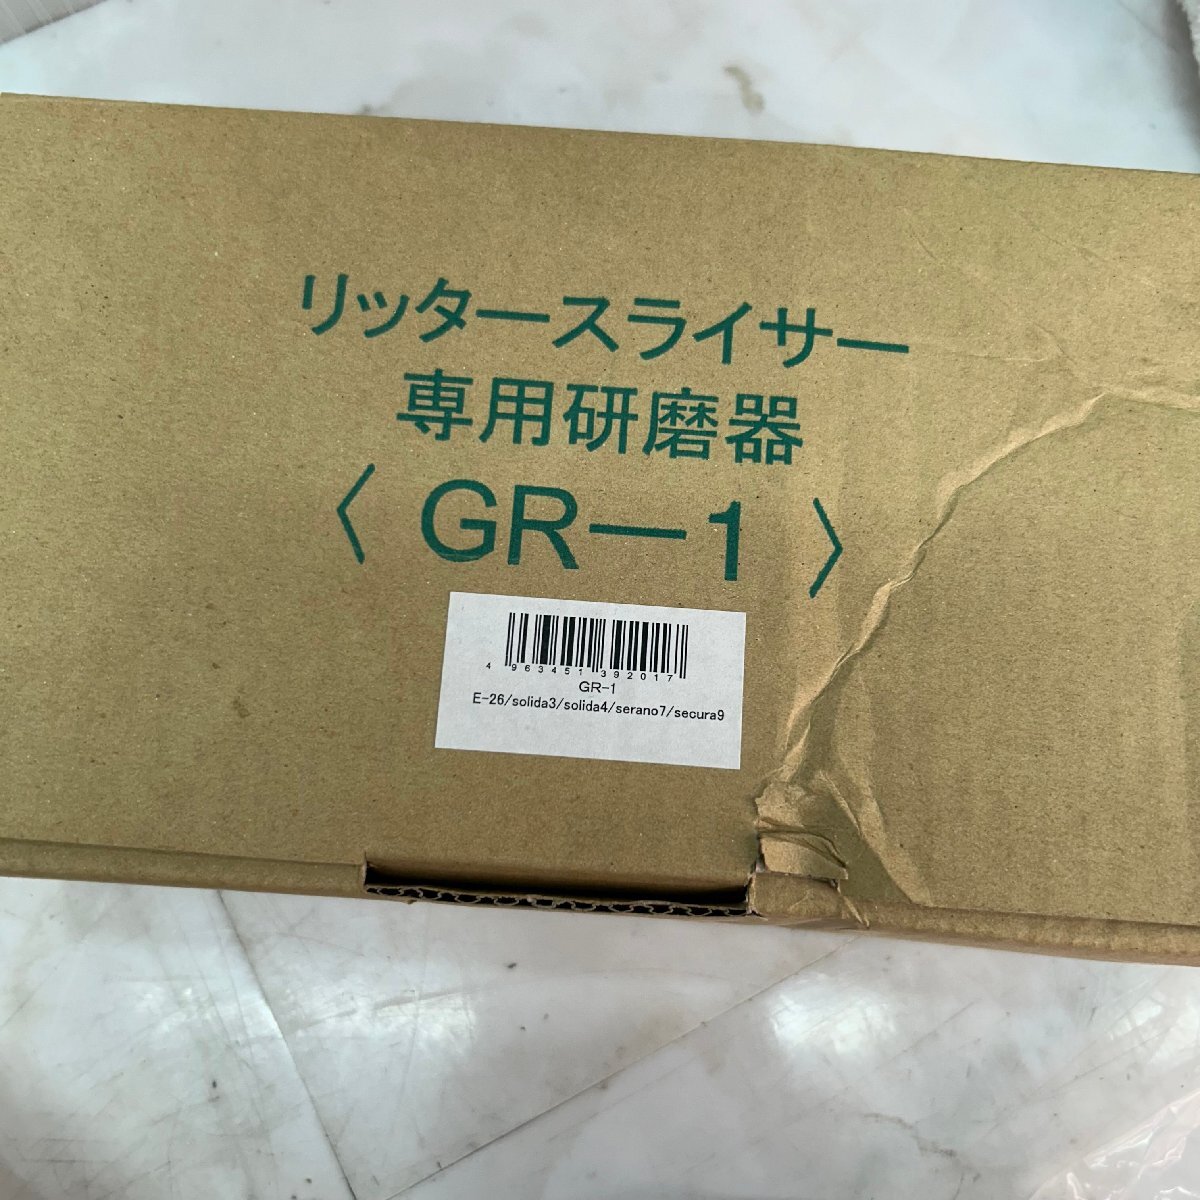 リッタースライサー
専用研磨器
〈 GR－1 〉
4 963451 392017
GR-1
E-26/solida3/solida4/serano7/secura9